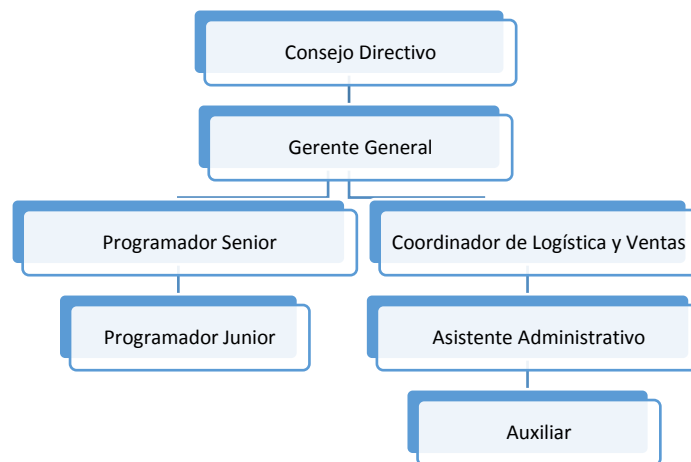 Consejo Directivo
Gerente General
Programador Senior
Coordinador de Logística y Ventas
Programador Junior
Asistente Administrativo
Auxiliar